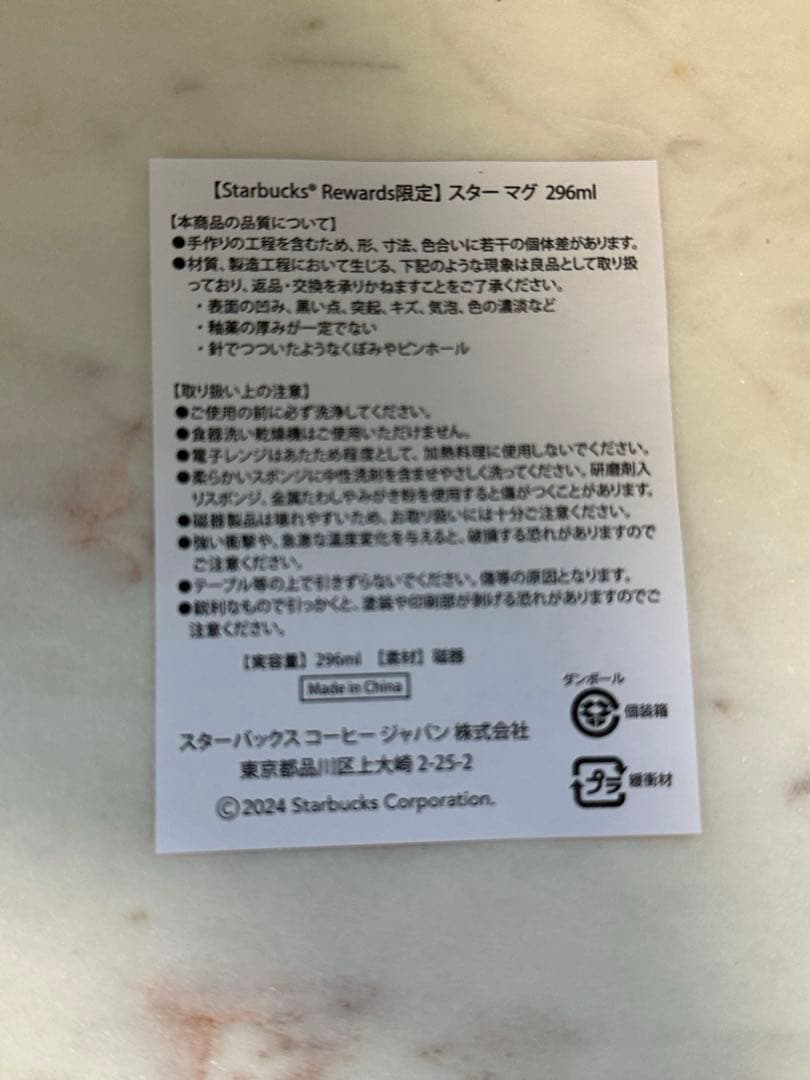 【Starbucks® Rewards限定】スター マグ 296ml
【本商品の品質について】
●手作りの工程を含むため、形、寸法、色合いに若干の個体差があります。
●材質、製造工程において生じる、下記のような現象は良品として取り扱
っており、返品・交換を承りかねますことをご了承ください。
・表面の凹み、黒い点、突起、キズ、気泡、色の濃淡など
・釉薬の厚みが一定でない
・針でつついたようなくぼみやピンホール
【取り扱い上の注意】
●ご使用の前に必ず洗浄してください。
●食器洗い乾燥機はご使用いただけません。
●電子レンジはあたため程度として、加熱料理に使用しないでください。
●柔らかいスポンジに中性洗剤を含ませやさしく洗ってください。研磨剤入
りスポンジ、金属たわしやみがき粉を使用すると傷がつくことがあります。
●磁器製品は壊れやすいため、お取り扱いには十分ご注意ください。
●強い衝撃や、急激な温度変化を与えると、破損する恐れがありますので
ご注意ください。
●テーブル等の上で引きずらないでください。傷等の原因となります。
●鋭利なもので引っかくと、塗装や印刷部が剥げる恐れがありますのでご
注意ください。
【実容量】296ml 【素材】磁器
Made in China
スターバックス コーヒー ジャパン 株式会社
東京都品川区上大崎 2-25-2
©2024 Starbucks Corporation.
ダンボール
個装箱
プラ 緩衝材